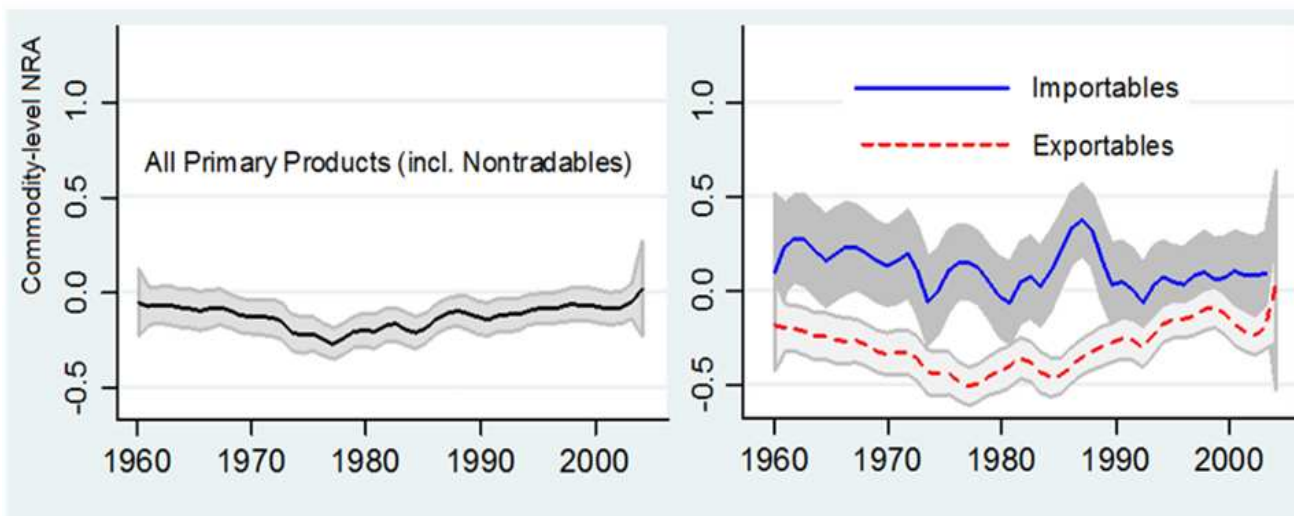 Commodity-level NRA
1.0
0.5
0.0
-0.5
All Primary Products (incl. Nontradables)
1960 1970 1980 1990 2000
1.0
0.5
0.0
-0.5
Importables
Exportables
1960 1970 1980 1990 2000